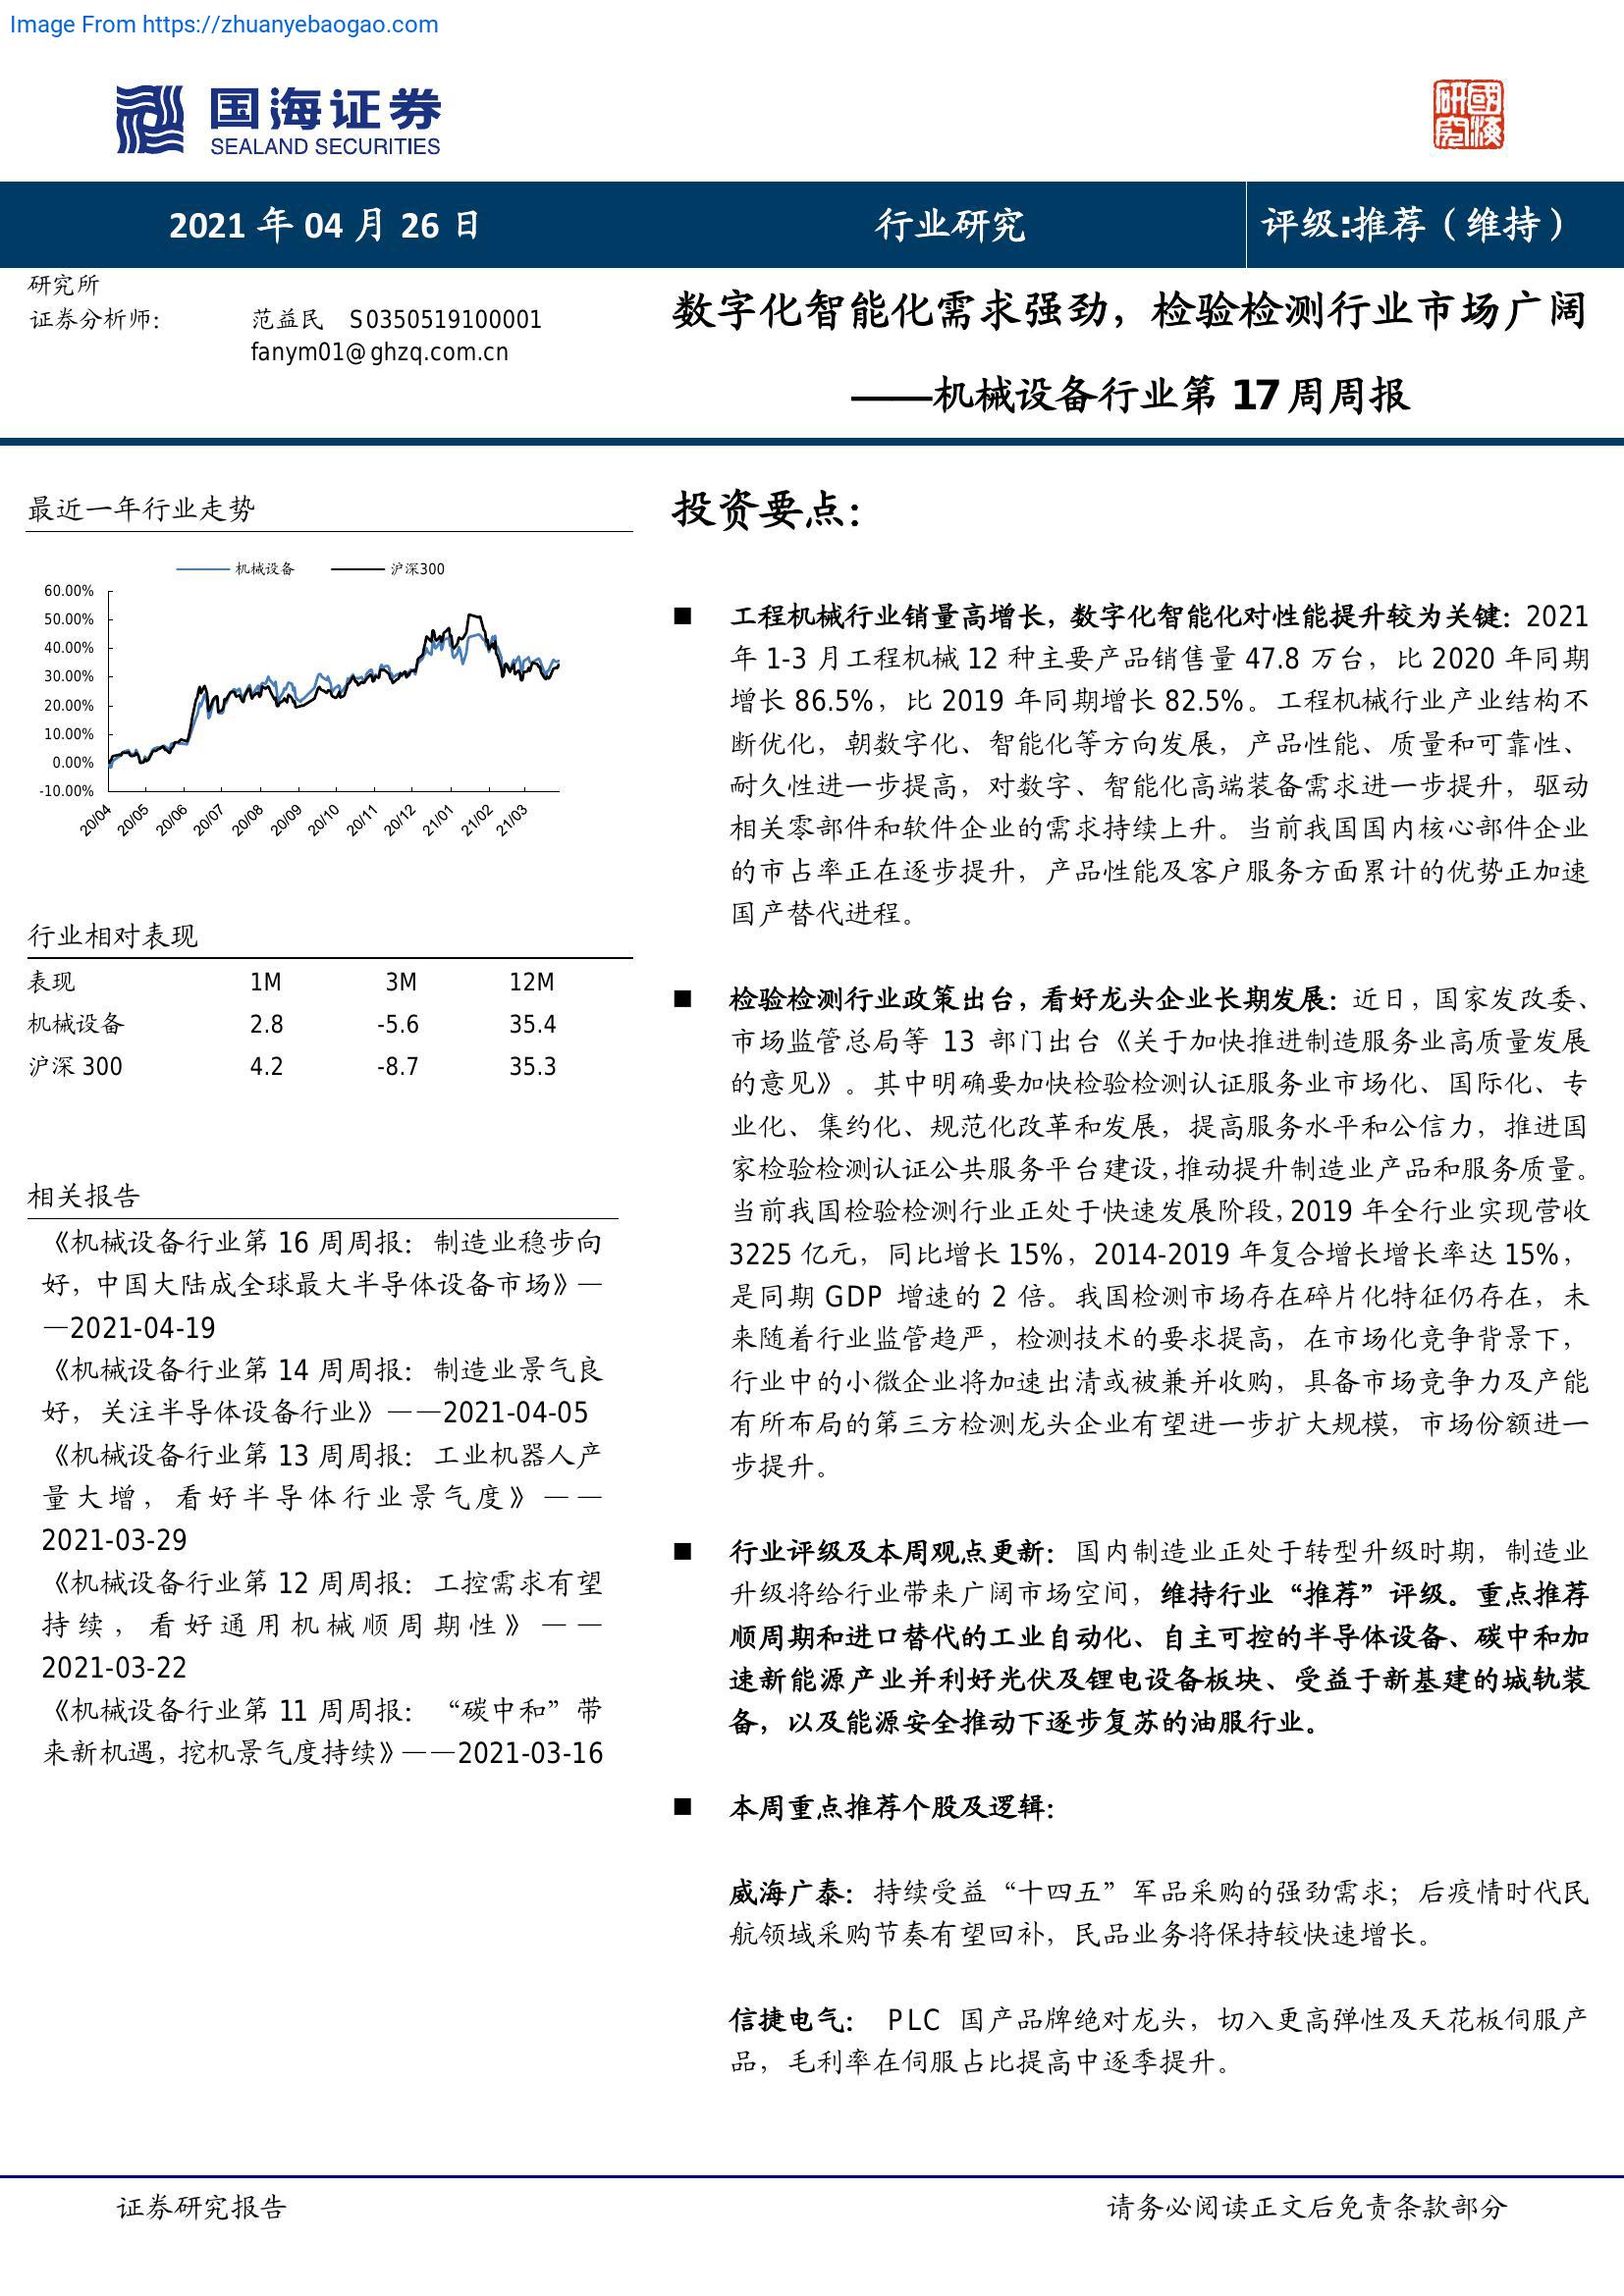 Image From https://zhuanyebaogao.com
国海证券
SEALAND SECURITIES
國海
研究
2021 年 04 月 26 日
行业研究
评级:推荐（维持）
研究所
证券分析师：
范益民 S0350519100001
fanym01@ghzq.com.cn
数字化智能化需求强劲，检验检测行业市场广阔
——机械设备行业第 17 周周报
最近一年行业走势
机械设备
沪深300
60.00%
50.00%
40.00%
30.00%
20.00%
10.00%
0.00%
-10.00%
20/04
20/05
20/06
20/07
20/08
20/09
20/10
20/11
20/12
21/01
21/02
21/03
行业相对表现
表现 1M 3M 12M
机械设备 2.8 -5.6 35.4
沪深 300 4.2 -8.7 35.3
相关报告
《机械设备行业第 16 周周报：制造业稳步向
好，中国大陆成全球最大半导体设备市场》—
—2021-04-19
《机械设备行业第 14 周周报：制造业景气良
好，关注半导体设备行业》——2021-04-05
《机械设备行业第 13 周周报：工业机器人产
量大增，看好半导体行业景气度》——
2021-03-29
《机械设备行业第 12 周周报：工控需求有望
持续，看好通用机械顺周期性》——
2021-03-22
《机械设备行业第 11 周周报：“碳中和”带
来新机遇，挖机景气度持续》——2021-03-16
投资要点：
■ 工程机械行业销量高增长，数字化智能化对性能提升较为关键：2021
年 1-3 月工程机械 12 种主要产品销售量 47.8 万台，比 2020 年同期
增长 86.5%，比 2019 年同期增长 82.5%。工程机械行业产业结构不
断优化，朝数字化、智能化等方向发展，产品性能、质量和可靠性、
耐久性进一步提高，对数字、智能化高端装备需求进一步提升，驱动
相关零部件和软件企业的需求持续上升。当前我国国内核心部件企业
的市占率正在逐步提升，产品性能及客户服务方面累计的优势正加速
国产替代进程。
■ 检验检测行业政策出台，看好龙头企业长期发展：近日，国家发改委、
市场监管总局等 13 部门出台《关于加快推进制造服务业高质量发展
的意见》。其中明确要加快检验检测认证服务业市场化、国际化、专
业化、集约化、规范化改革和发展，提高服务水平和公信力，推进国
家检验检测认证公共服务平台建设，推动提升制造业产品和服务质量。
当前我国检验检测行业正处于快速发展阶段，2019 年全行业实现营收
3225 亿元，同比增长 15%，2014-2019 年复合增长增长率达 15%，
是同期 GDP 增速的 2 倍。我国检测市场存在碎片化特征仍存在，未
来随着行业监管趋严，检测技术的要求提高，在市场化竞争背景下，
行业中的小微企业将加速出清或被兼并收购，具备市场竞争力及产能
有所布局的第三方检测龙头企业有望进一步扩大规模，市场份额进一
步提升。
■ 行业评级及本周观点更新：国内制造业正处于转型升级时期，制造业
升级将给行业带来广阔市场空间，维持行业“推荐”评级。重点推荐
顺周期和进口替代的工业自动化、自主可控的半导体设备、碳中和加
速新能源产业并利好光伏及锂电设备板块、受益于新基建的城轨装
备，以及能源安全推动下逐步复苏的油服行业。
■ 本周重点推荐个股及逻辑：
威海广泰：持续受益“十四五”军品采购的强劲需求；后疫情时代民
航领域采购节奏有望回补，民品业务将保持较快速增长。
信捷电气： PLC 国产品牌绝对龙头，切入更高弹性及天花板伺服产
品，毛利率在伺服占比提高中逐季提升。
证券研究报告
请务必阅读正文后免责条款部分